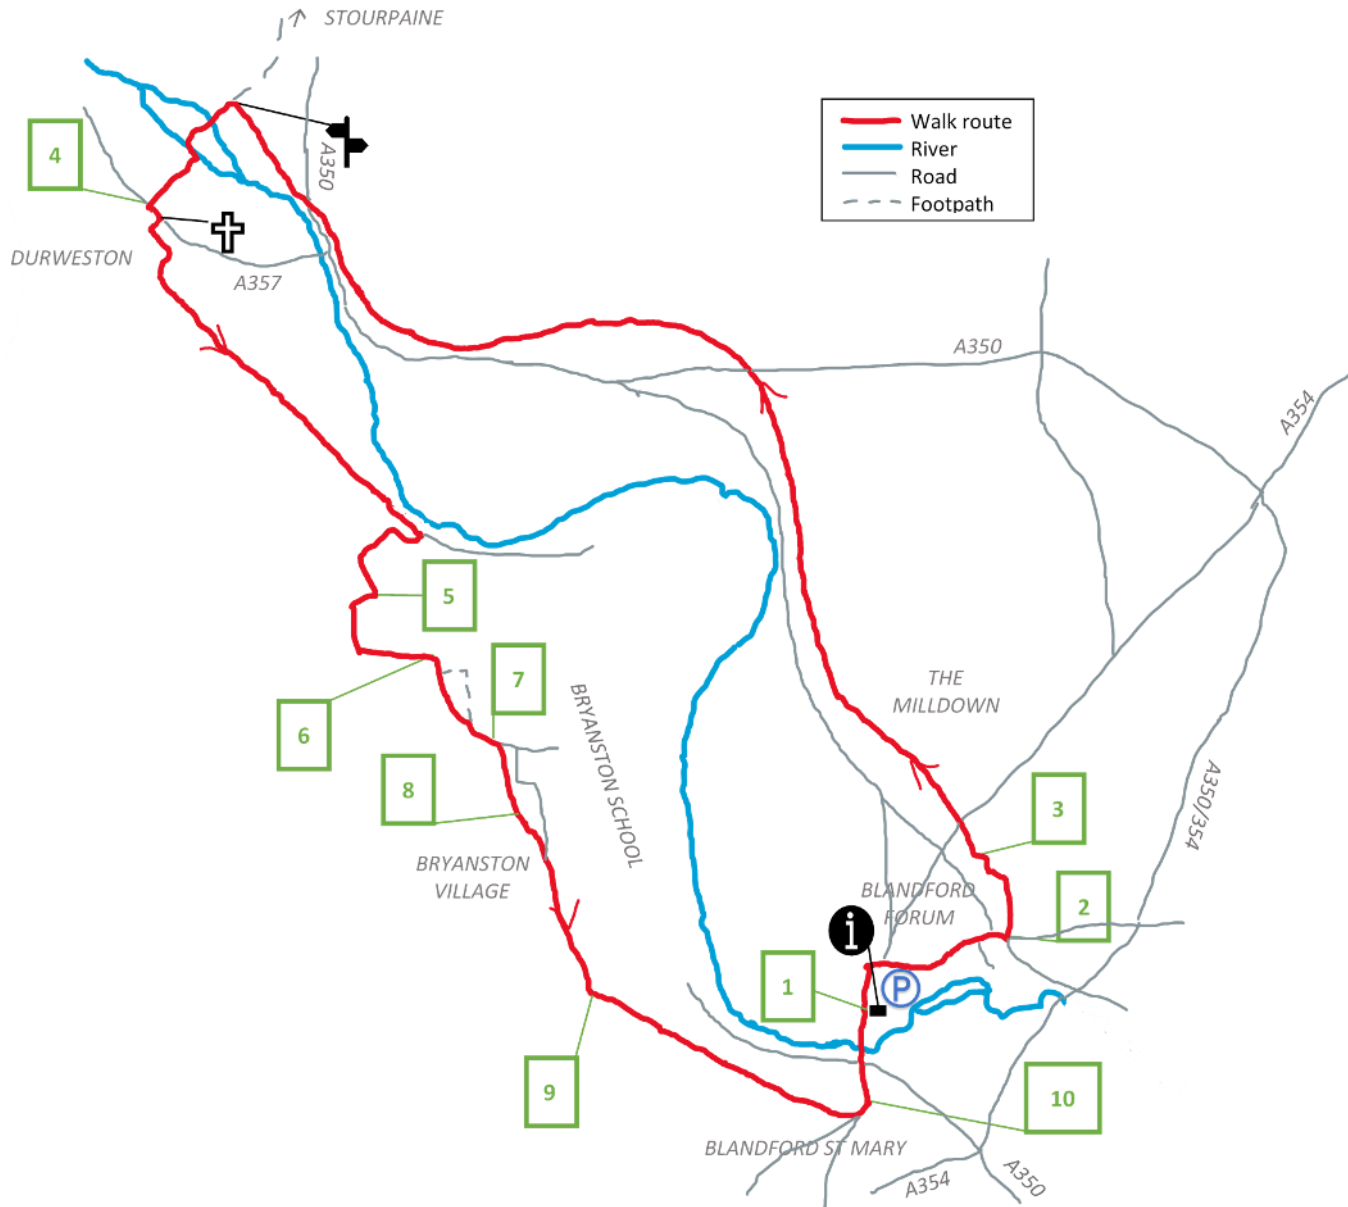 STOURPAINE
Walk route
River
Road
Footpath
4
A350
DURWESTON
A357
A350
A354
5
7
6
THE
MILLDOWN
BRYANSTON SCHOOL
8
3
A350/354
BRYANSTON
VILLAGE
BLANDFORD
FORUM
2
i
1
P
9
10
BLANDFORD ST MARY
A354
A350